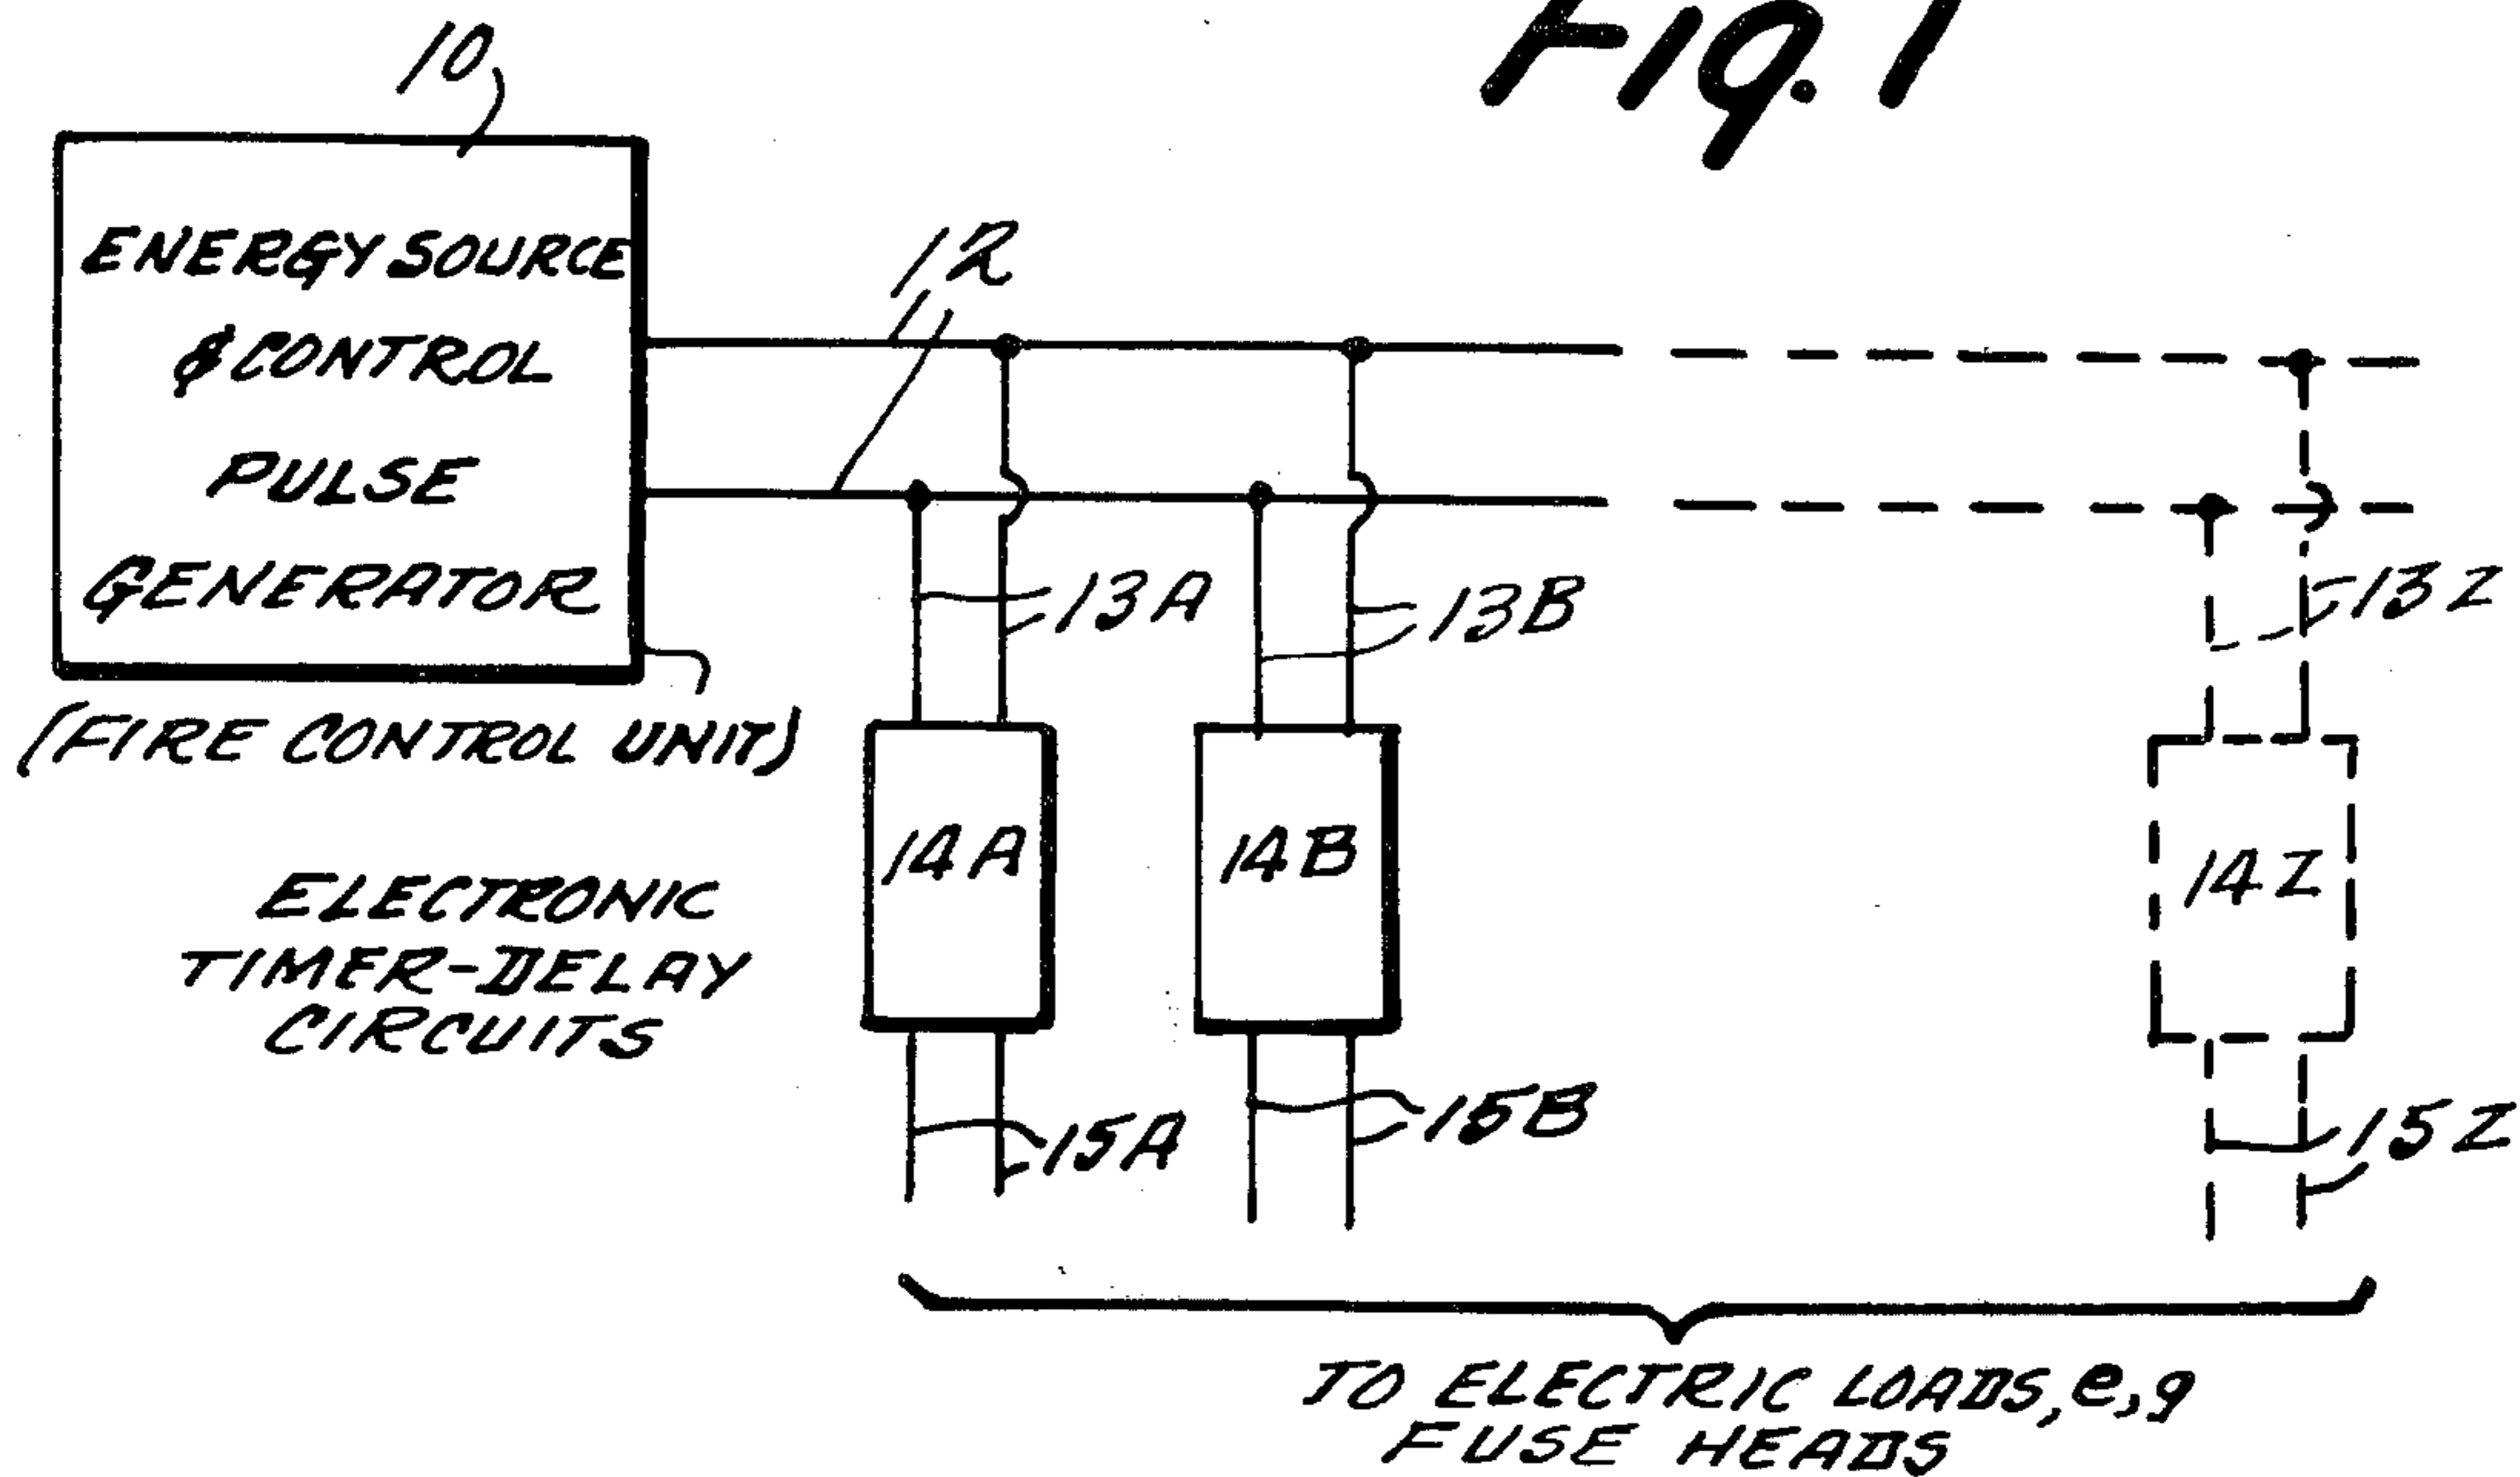 FIG. 1
10
ENERGY SOURCE
& CONTROL
PULSE
GENERATOR
(FIRE CONTROL UNIT)
12
13A
13B
13Z
14A
14B
14Z
ELECTRONIC
TIMER-DELAY
CIRCUITS
15A
15B
15Z
TO ELECTRIC LOADS, e,g
FUSE HEADS